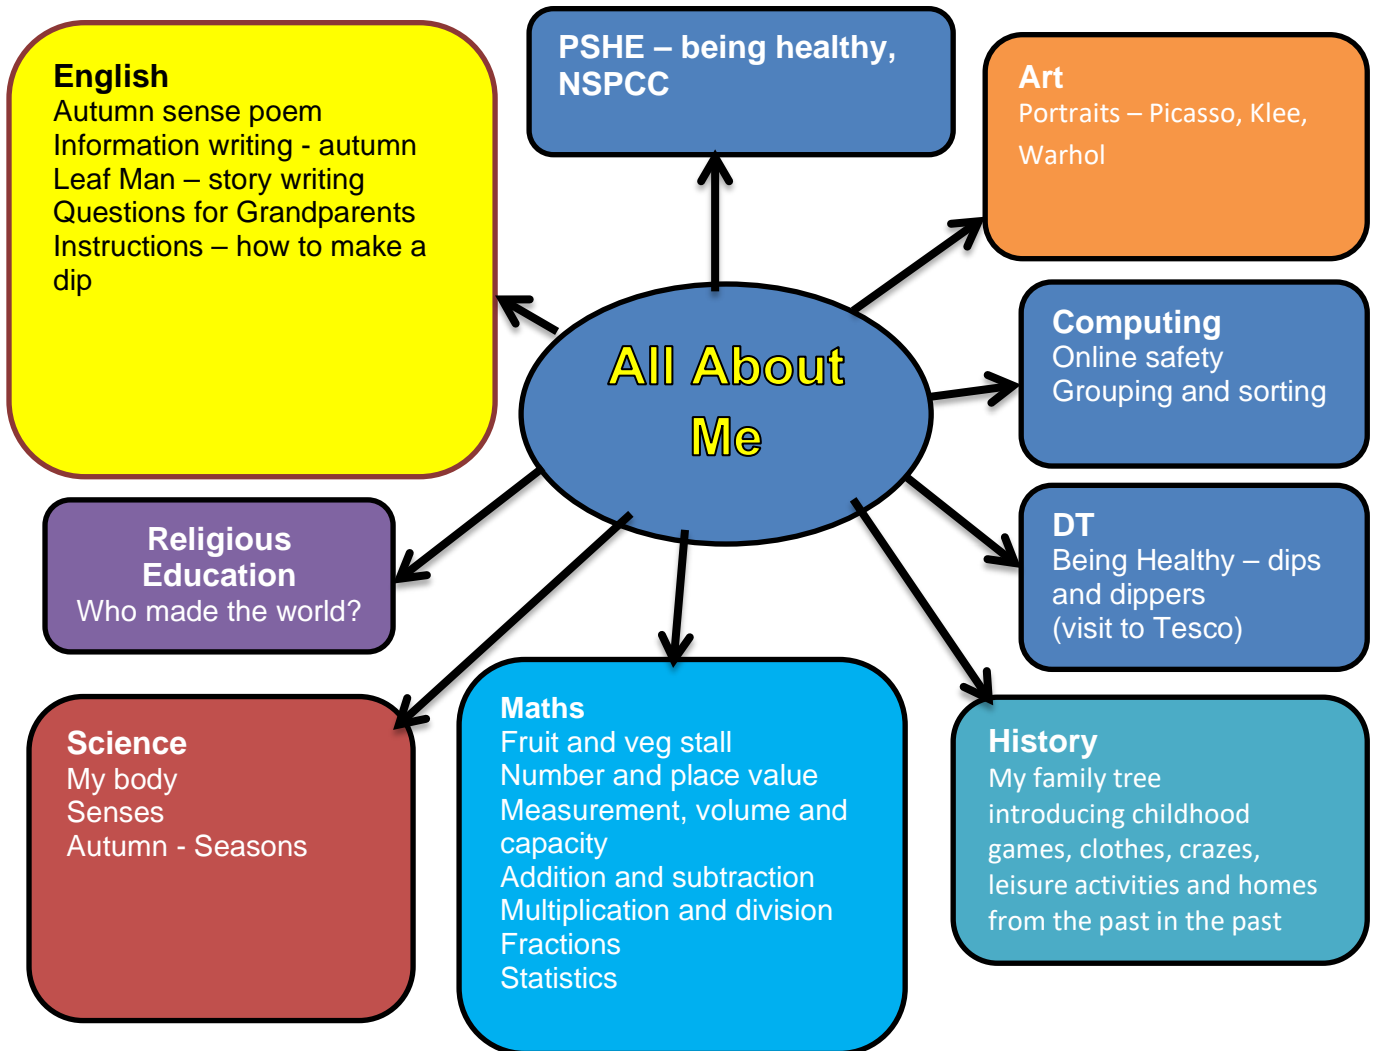 English
Autumn sense poem
Information writing - autumn
Leaf Man – story writing
Questions for Grandparents
Instructions – how to make a
dip
PSHE – being healthy,
NSPCC
Art
Portraits – Picasso, Klee,
Warhol
All About
Me
Computing
Online safety
Grouping and sorting
Religious
Education
Who made the world?
DT
Being Healthy – dips
and dippers
(visit to Tesco)
Science
My body
Senses
Autumn - Seasons
Maths
Fruit and veg stall
Number and place value
Measurement, volume and
capacity
Addition and subtraction
Multiplication and division
Fractions
Statistics
History
My family tree
introducing childhood
games, clothes, crazes,
leisure activities and homes
from the past in the past